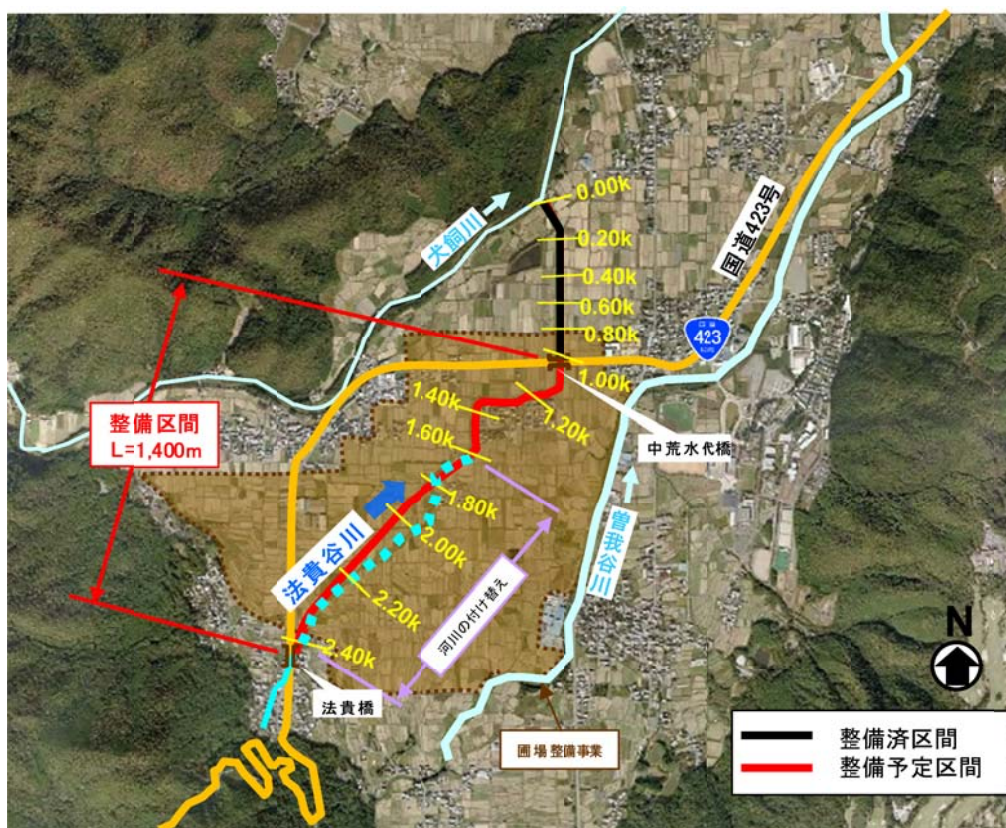 0.00k
犬飼川
0.20k
国道423号
0.40k
0.60k
0.80k
423
1.00k
整備区間
L=1,400m
1.40k
1.20k
1.60k
中荒水代橋
1.80k
曽我谷川
法貴谷川
2.00k
2.20k
河川の付け替え
2.40k
N
法貴橋
圃場整備事業
整備済区間
整備予定区間